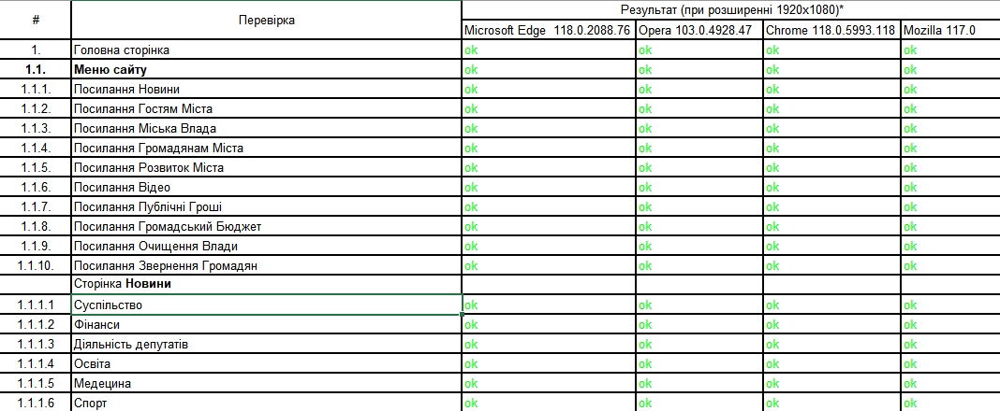 # Перевірка Результат (при розширенні 1920x1080)*
Microsoft Edge 118.0.2088.76 Opera 103.0.4928.47 Chrome 118.0.5993.118 Mozilla 117.0
1. Головна сторінка ok ok ok ok
1.1. Меню сайту ok ok ok ok
1.1.1. Посилання Новини ok ok ok ok
1.1.2. Посилання Гостям Міста ok ok ok ok
1.1.3. Посилання Міська Влада ok ok ok ok
1.1.4. Посилання Громадянам Міста ok ok ok ok
1.1.5. Посилання Розвиток Міста ok ok ok ok
1.1.6. Посилання Відео ok ok ok ok
1.1.7. Посилання Публічні Гроші ok ok ok ok
1.1.8. Посилання Громадський Бюджет ok ok ok ok
1.1.9. Посилання Очищення Влади ok ok ok ok
1.1.10. Посилання Звернення Громадян ok ok ok ok
Сторінка Новини
1.1.1.1 Суспільство ok ok ok ok
1.1.1.2 Фінанси ok ok ok ok
1.1.1.3 Діяльність депутатів ok ok ok ok
1.1.1.4 Освіта ok ok ok ok
1.1.1.5 Медецина ok ok ok ok
1.1.1.6 Спорт ok ok ok ok